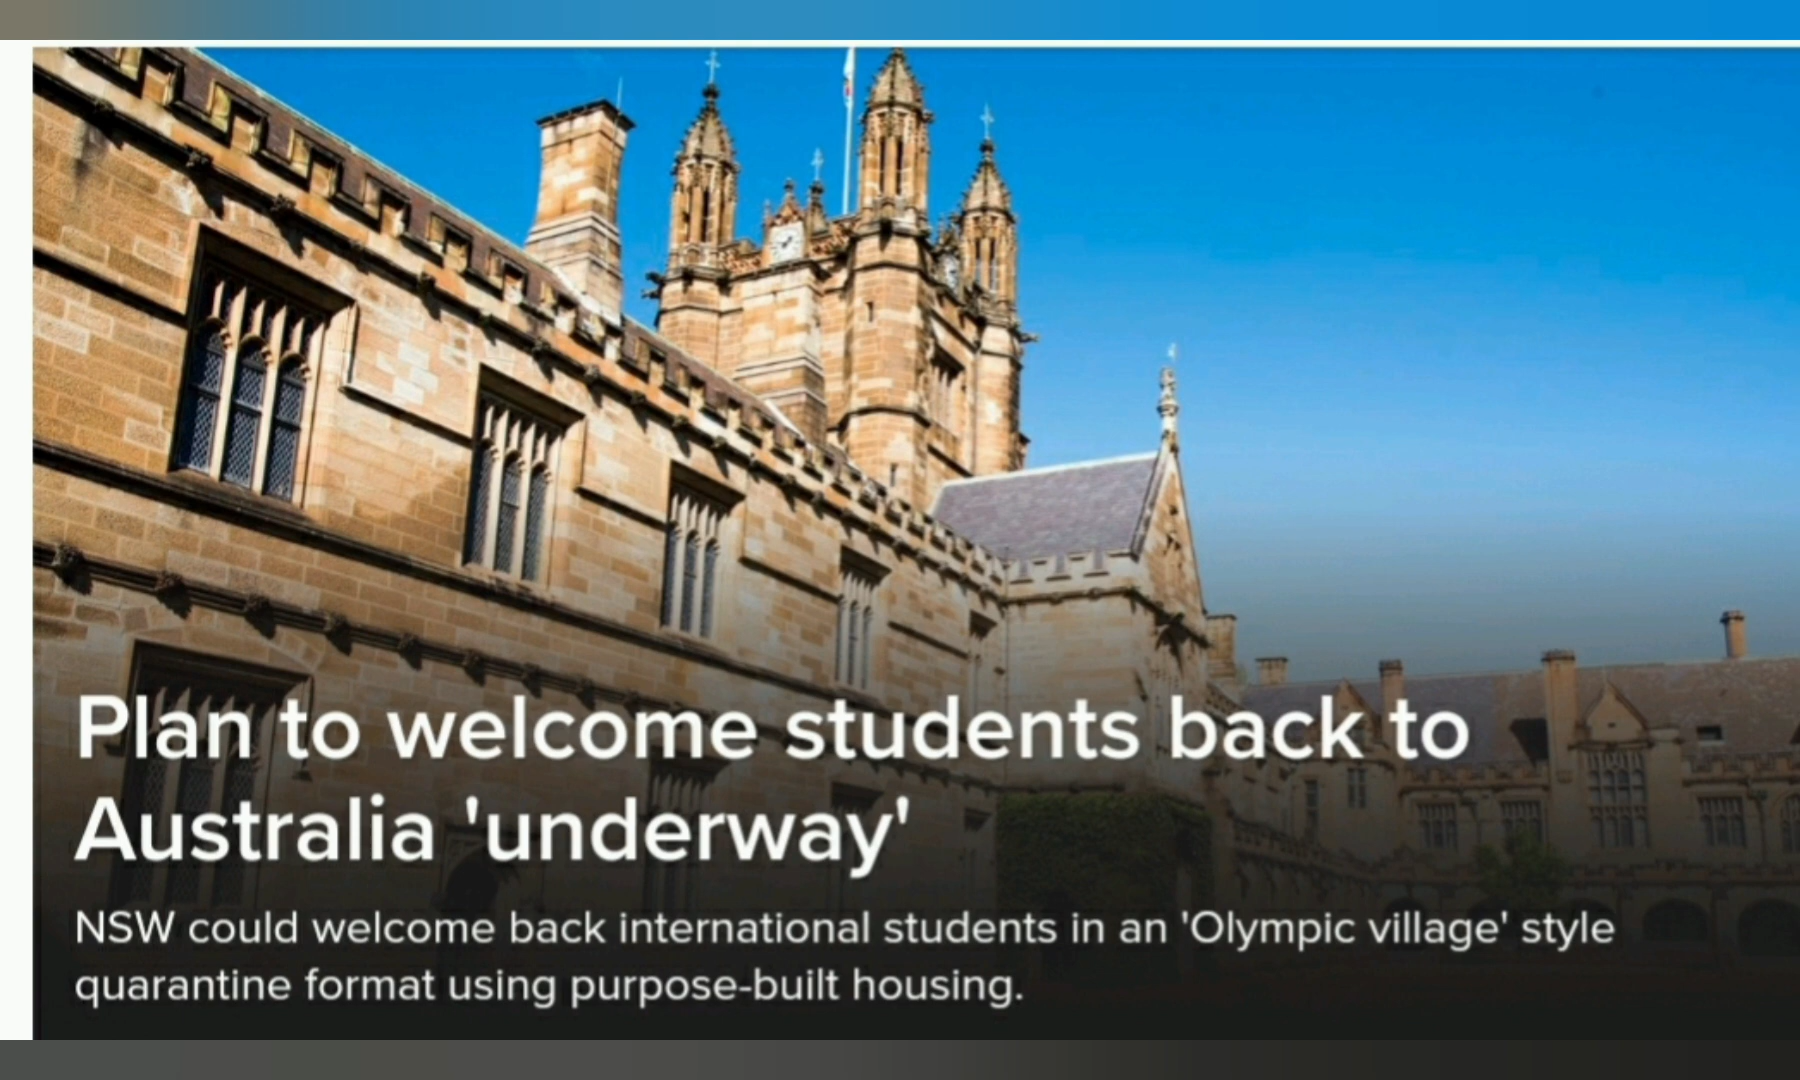 Plan to welcome students back to
Australia 'underway'
NSW could welcome back international students in an 'Olympic village' style
quarantine format using purpose-built housing.